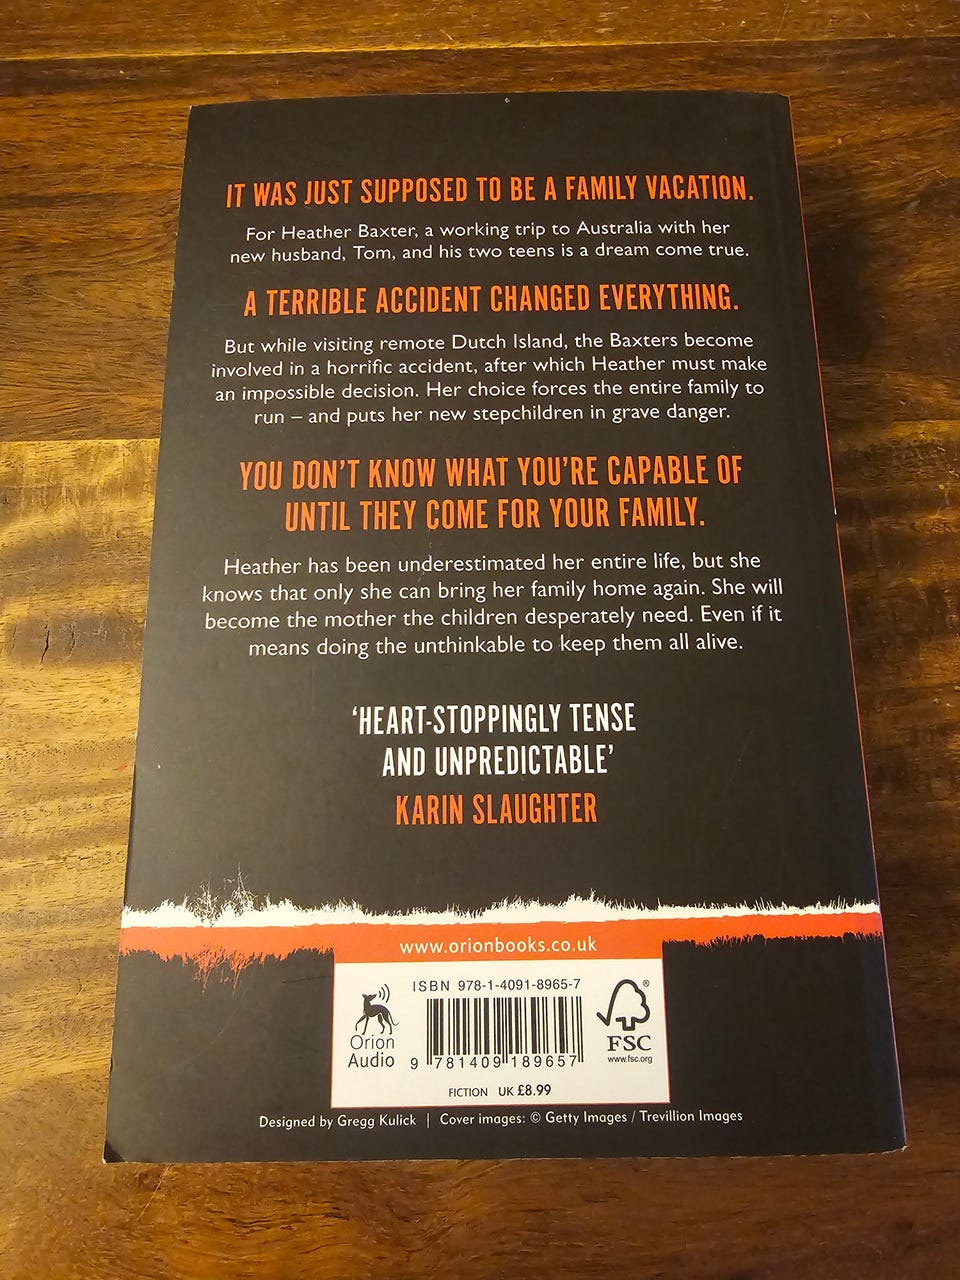 IT WAS JUST SUPPOSED TO BE A FAMILY VACATION.
For Heather Baxter, a working trip to Australia with her
new husband, Tom, and his two teens is a dream come true.
A TERRIBLE ACCIDENT CHANGED EVERYTHING.
But while visiting remote Dutch Island, the Baxters become
involved in a horrific accident, after which Heather must make
an impossible decision. Her choice forces the entire family to
run – and puts her new stepchildren in grave danger.
YOU DON'T KNOW WHAT YOU'RE CAPABLE OF
UNTIL THEY COME FOR YOUR FAMILY.
Heather has been underestimated her entire life, but she
knows that only she can bring her family home again. She will
become the mother the children desperately need. Even if it
means doing the unthinkable to keep them all alive.
‘HEART-STOPPINGLY TENSE
AND UNPREDICTABLE’
KARIN SLAUGHTER
www.orionbooks.co.uk
ISBN 978-1-4091-8965-7
Orion
Audio
9 781409 189657
FSC®
www.fsc.org
FICTION UK £8.99
Designed by Gregg Kulick | Cover images: © Getty Images / Trevillion Images